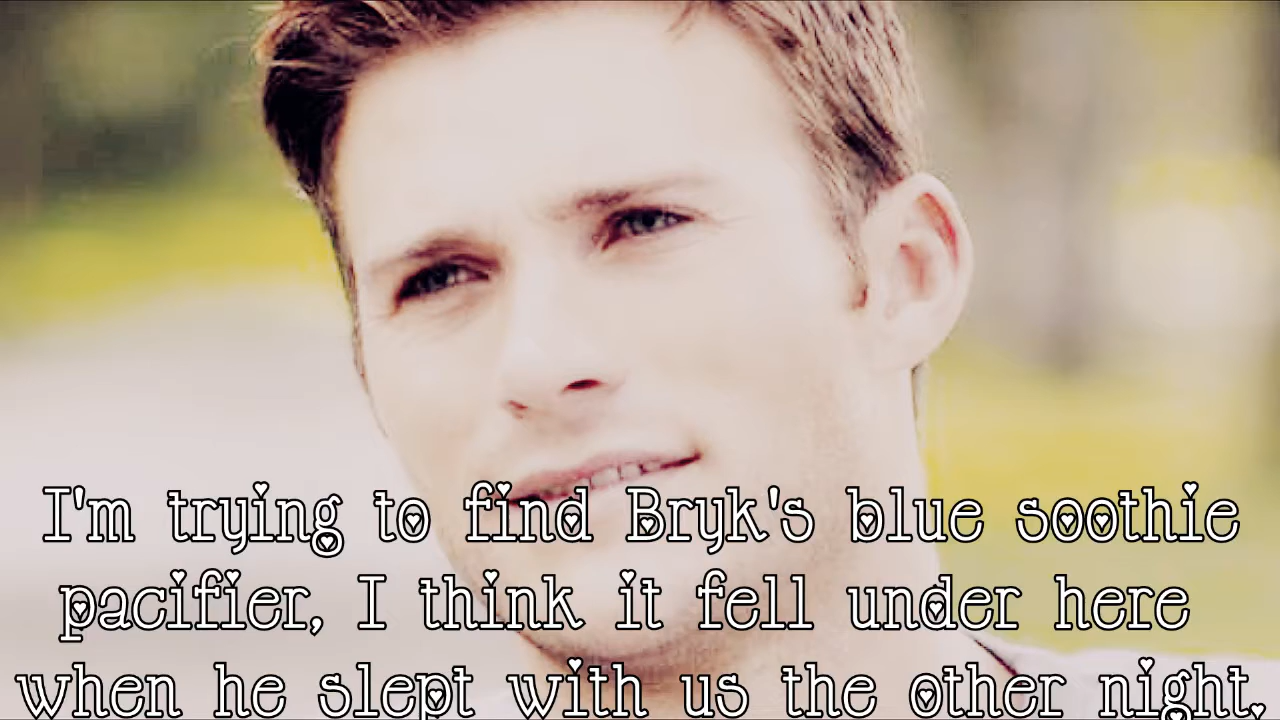 I'm trying to find Bryk's blue soothie
pacifier, I think it fell under here
when he slept with us the other night.